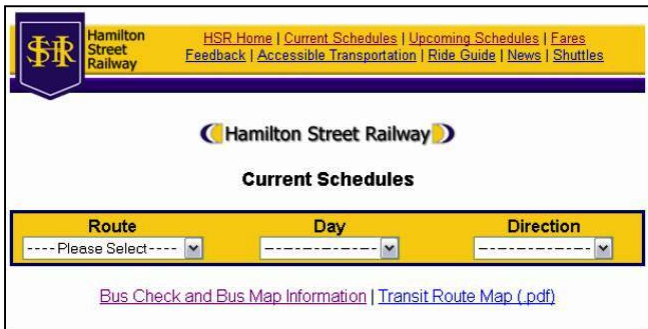 SHR
Hamilton
Street
Railway
HSR Home | Current Schedules | Upcoming Schedules | Fares
Feedback | Accessible Transportation | Ride Guide | News | Shuttles
Hamilton Street Railway
Current Schedules
Route Day Direction
----Please Select---- ------------- -------------
Bus Check and Bus Map Information | Transit Route Map (.pdf)